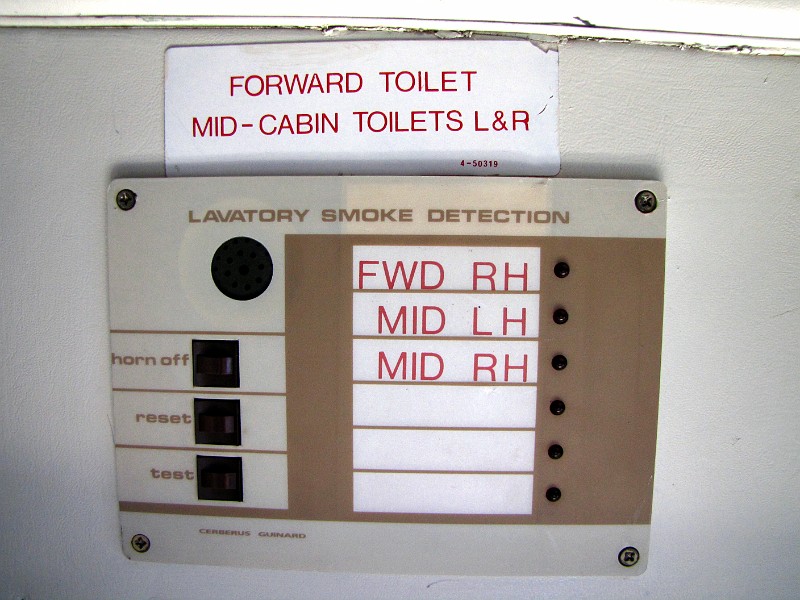 FORWARD TOILET
MID-CABIN TOILETS L&R
4-50319
LAVATORY SMOKE DETECTION
FWD RH
MID LH
MID RH
horn off
reset
test
CERBERUS GUINARD